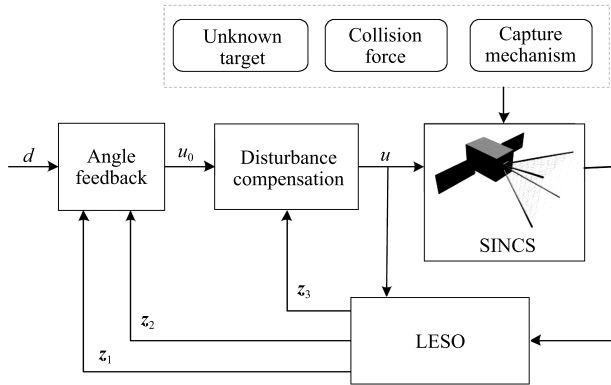 Unknown
target
Collision
force
Capture
mechanism
d
Angle
feedback
u₀
Disturbance
compensation
u
SINCS
z₃
z₂
z₁
LESO